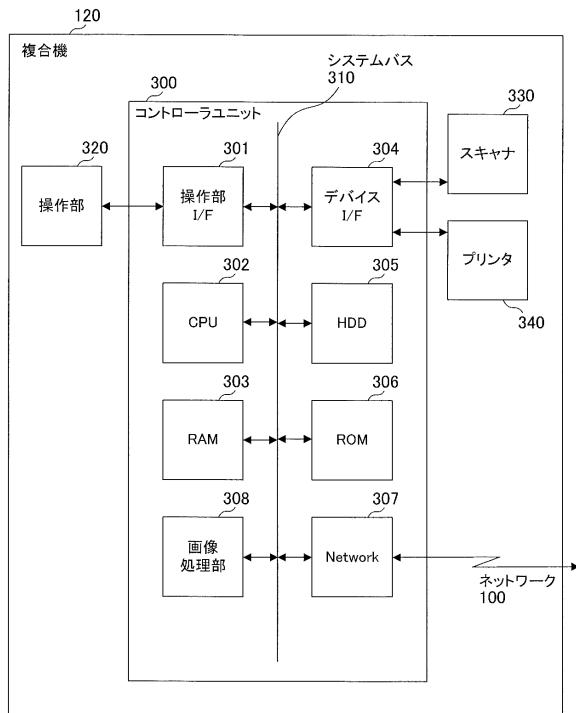 120
複合機
システムバス
310
300
コントローラユニット
330
スキャナ
320
操作部
301
操作部
I/F
304
デバイス
I/F
プリンタ
340
302
CPU
305
HDD
303
RAM
306
ROM
308
画像
処理部
307
Network
ネットワーク
100